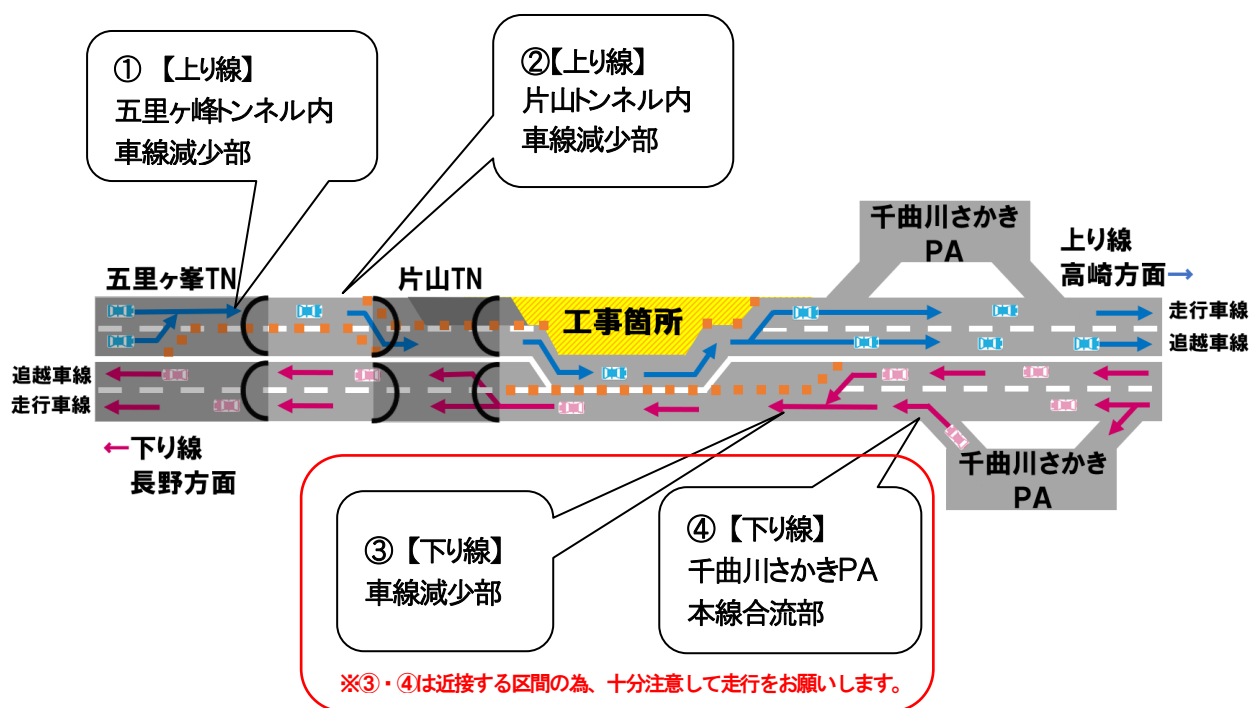 ① 【上り線】
五里ヶ峰トンネル内
車線減少部
②【上り線】
片山トンネル内
車線減少部
千曲川さかき
PA
上り線
高崎方面→
五里ヶ峯TN
片山TN
工事箇所
走行車線
追越車線
追越車線
走行車線
←下り線
長野方面
千曲川さかき
PA
③【下り線】
車線減少部
④【下り線】
千曲川さかきPA
本線合流部
※③・④は近接する区間の為、十分注意して走行をお願いします。